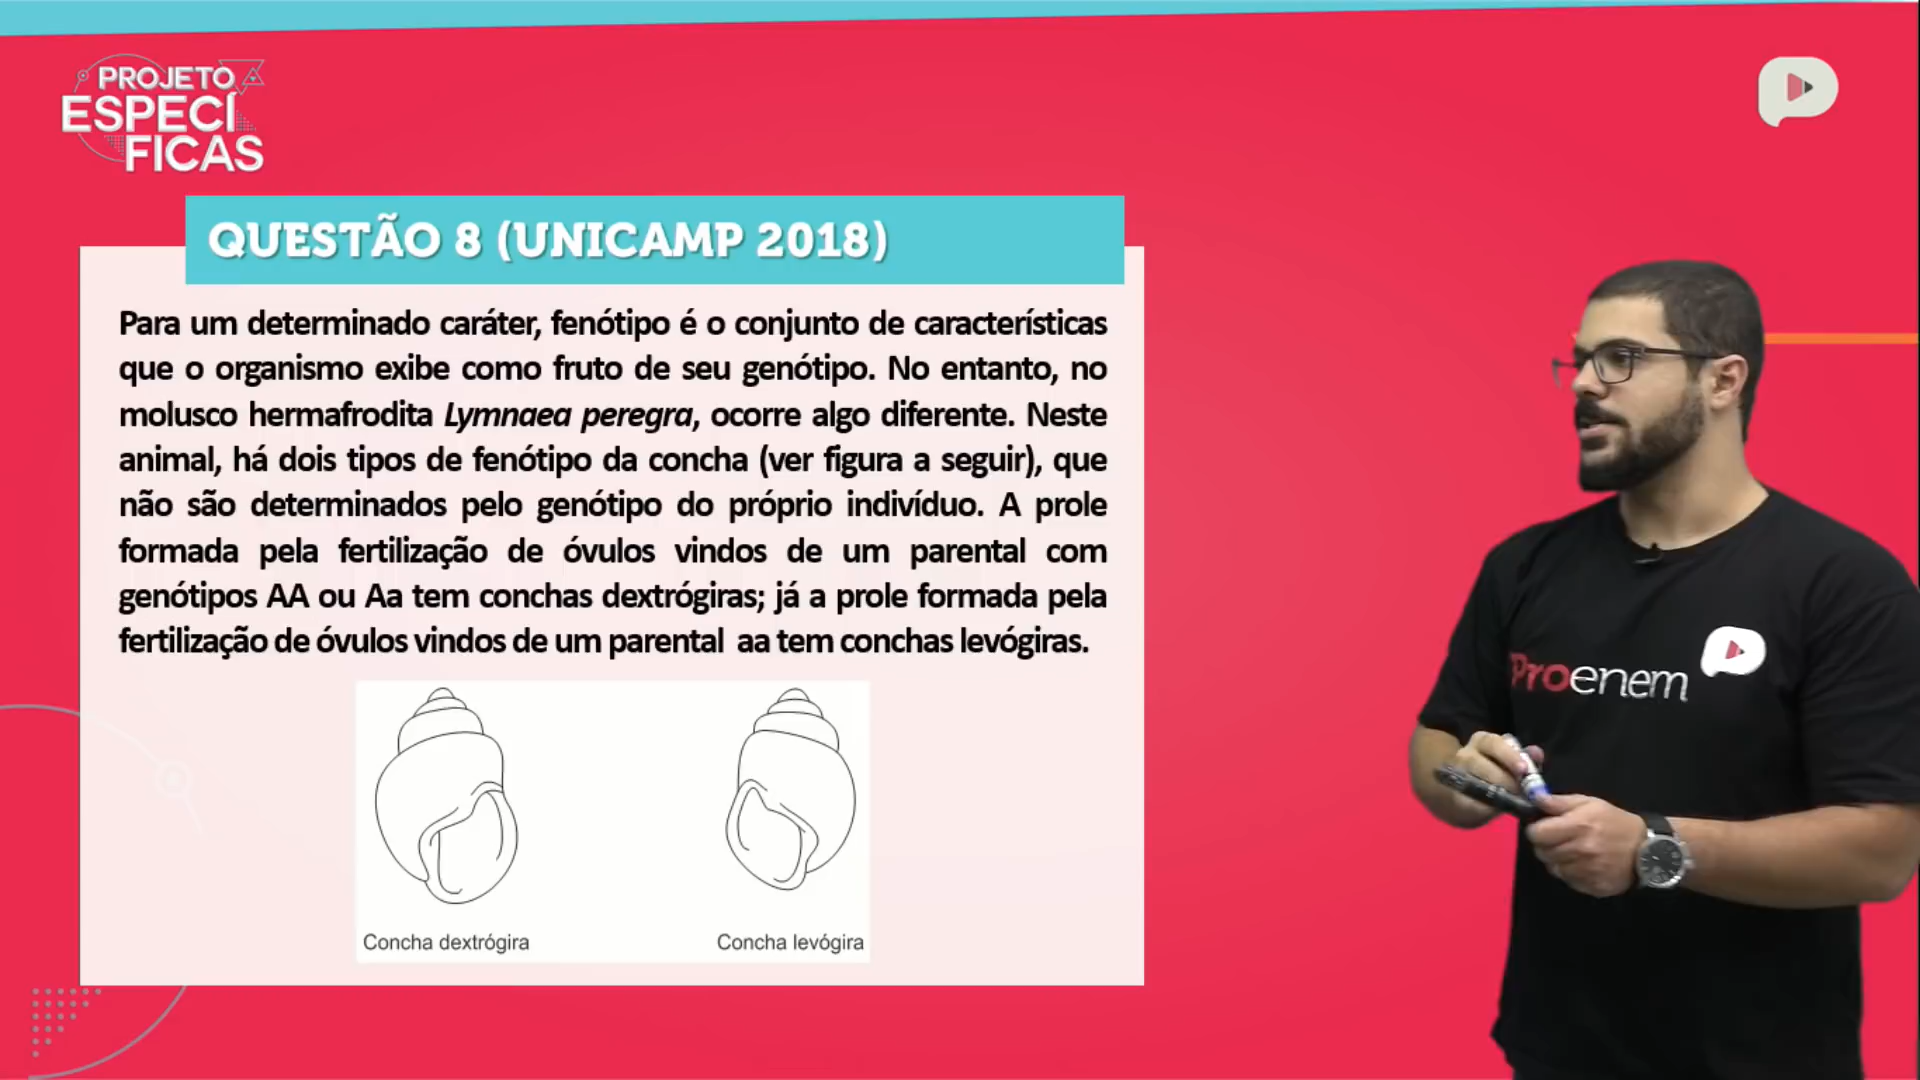 PROJETO
ESPECÍ
FICAS
QUESTÃO 8 (UNICAMP 2018)
Para um determinado caráter, fenótipo é o conjunto de características
que o organismo exibe como fruto de seu genótipo. No entanto, no
molusco hermafrodita Lymnaea peregra, ocorre algo diferente. Neste
animal, há dois tipos de fenótipo da concha (ver figura a seguir), que
não são determinados pelo genótipo do próprio indivíduo. A prole
formada pela fertilização de óvulos vindos de um parental com
genótipos AA ou Aa tem conchas dextrógiras; já a prole formada pela
fertilização de óvulos vindos de um parental aa tem conchas levógiras.
Concha dextrógira
Concha levógira
Proenem